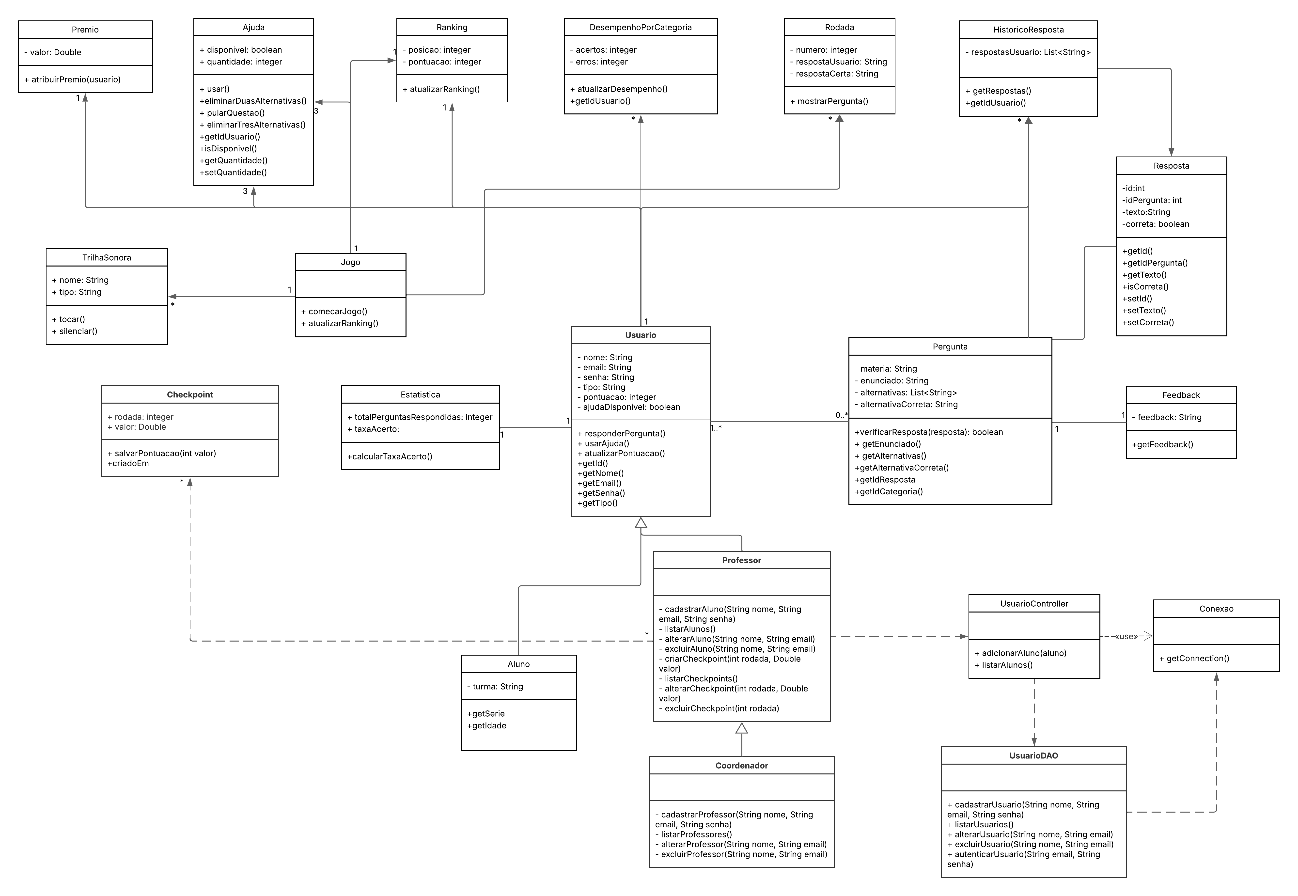 Premio
- valor: Double
+ atribuirPremio(usuario)
1
Ajuda
+ disponivel: boolean
+ quantidade: integer
+ usar()
+eliminarDuasAlternativas()
+ pularQuestao()
+ eliminarTresAlternativas()
+getIdUsuario()
+isDisponivel()
+getQuantidade()
+setQuantidade()
3
3
Ranking
- posicao: integer
- pontuacao: integer
+ atualizarRanking()
1
1
DesempenhoPorCategoria
- acertos: integer
- erros: integer
+ atualizarDesempenho()
+getIdUsuario()
*
Rodada
- numero: integer
- respostaUsuario: String
- respostaCerta: String
+ mostrarPergunta()
*
HistoricoResposta
- respostasUsuario: List<String>
+ getRespostas()
+getIdUsuario()
*
Resposta
-id:int
-idPergunta: int
-texto:String
-correta: boolean
+getId()
+getIdPergunta()
+getTexto()
+isCorreta()
+setId()
+setTexto()
+setCorreta()
TrilhaSonora
+ nome: String
+ tipo: String
+ tocar()
+ silenciar()
*
1
1
Jogo
+ comecarJogo()
+ atualizarRanking()
1
Usuario
- nome: String
- email: String
- senha: String
- tipo: String
- pontuacao: Integer
- ajudaDisponivel: boolean
+ responderPergunta()
+ usarAjuda()
+ atualizarPontuacao()
+getId()
+getNome()
+getEmail()
+getSenha()
+getTipo()
1
1..*
0..*
Pergunta
materia: String
- enunciado: String
- alternativas: List<String>
- alternativaCorreta: String
+verificarResposta(resposta): boolean
+ getEnunciado()
+ getAlternativas()
+getAlternativaCorreta()
+getIdResposta
+getIdCategoria()
1
1
Feedback
- feedback: String
+getFeedback()
Checkpoint
+ rodada: integer
+ valor: Double
+ salvarPontuacao(int valor)
+criadoEm
*
Estatistica
+ totalPerguntasRespondidas: Integer
+ taxaAcerto:
+calcularTaxaAcerto()
1
Professor
- cadastrarAluno(String nome, String
email, String senha)
- listarAlunos()
- alterarAluno(String nome, String email)
- excluirAluno(String nome, String email)
- criarCheckpoint(int rodada, Double
valor)
- listarCheckpoints()
- alterarCheckpoint(int rodada, Double
valor)
- excluirCheckpoint(int rodada)
*
Aluno
- turma: String
+getSerie
+getIdade
UsuarioController
+ adicionarAluno(aluno)
+ listarAlunos()
«use»
Conexao
+ getConnection()
Coordenador
- cadastrarProfessor(String nome, String
email, String senha)
- listarProfessores()
- alterarProfessor(String nome, String email)
- excluirProfessor(String nome, String email)
UsuarioDAO
+ cadastrarUsuario(String nome, String
email, String senha)
+ listarUsuarios()
+ alterarUsuario(String nome, String email)
+ excluirUsuario(String nome, String email)
+ autenticarUsuario(String email, String
senha)